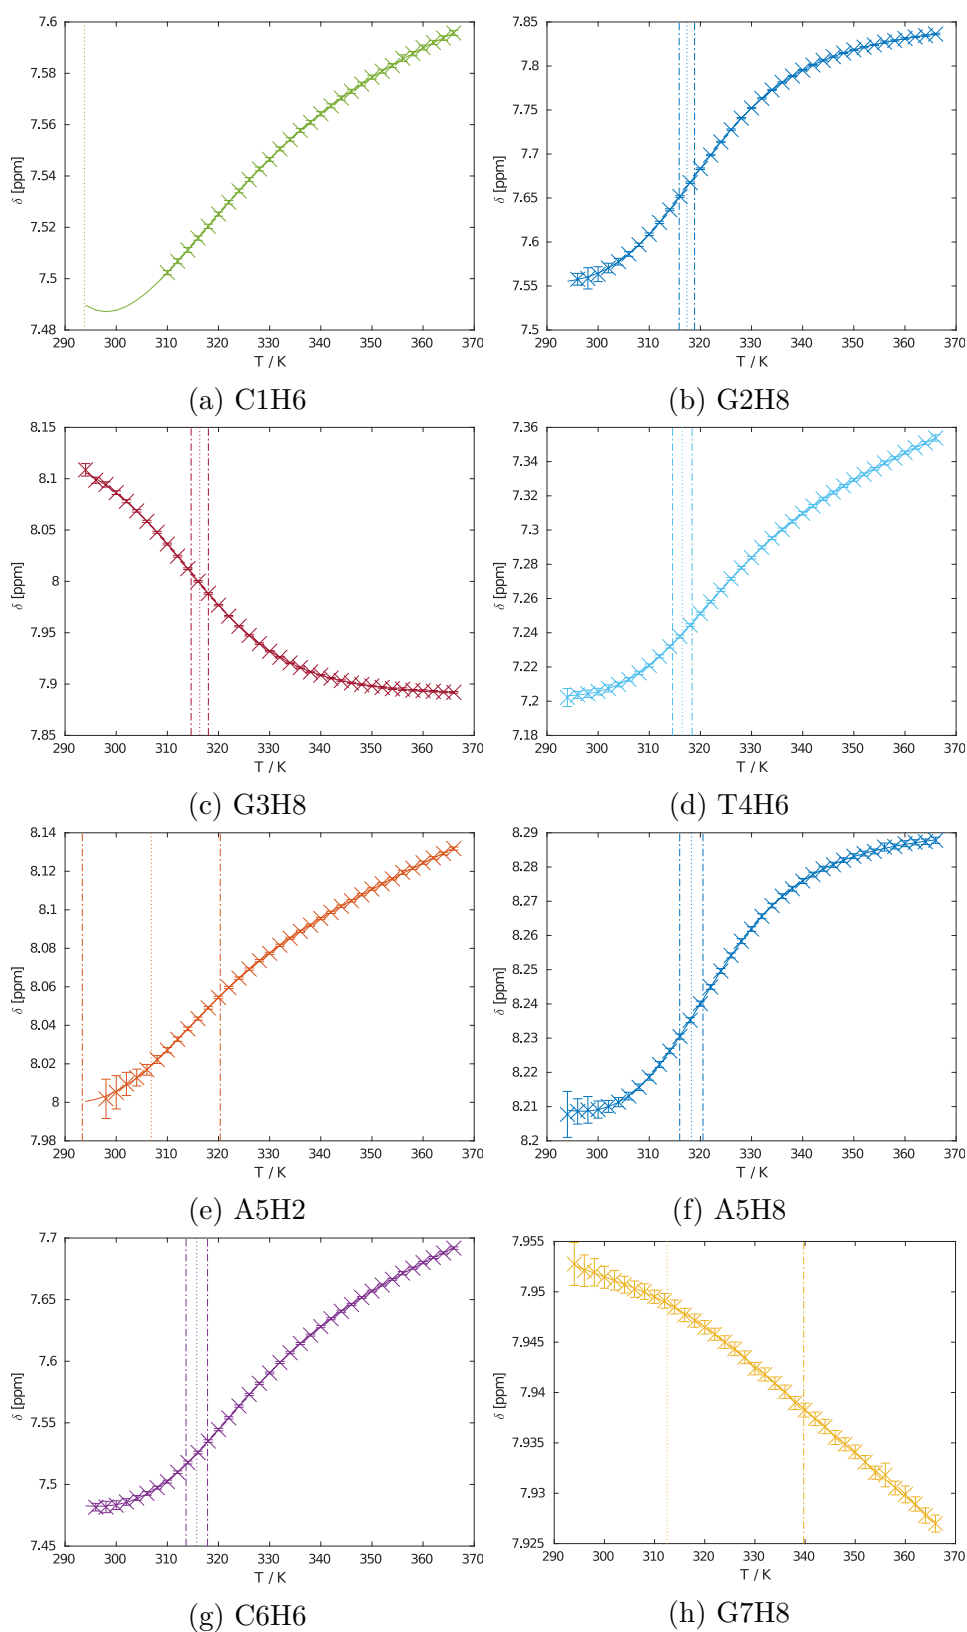 7.6
7.58
7.56
7.54
7.52
7.5
7.48
δ [ppm]
290 300 310 320 330 340 350 360 370
T / K
(a) C1H6
7.85
7.8
7.75
7.7
7.65
7.6
7.55
7.5
δ [ppm]
290 300 310 320 330 340 350 360 370
T / K
(b) G2H8
8.15
8.1
8.05
8
7.95
7.9
7.85
δ [ppm]
290 300 310 320 330 340 350 360 370
T / K
(c) G3H8
7.36
7.34
7.32
7.3
7.28
7.26
7.24
7.22
7.2
7.18
δ [ppm]
290 300 310 320 330 340 350 360 370
T / K
(d) T4H6
8.14
8.12
8.1
8.08
8.06
8.04
8.02
8
7.98
δ [ppm]
290 300 310 320 330 340 350 360 370
T / K
(e) A5H2
8.29
8.28
8.27
8.26
8.25
8.24
8.23
8.22
8.21
8.2
δ [ppm]
290 300 310 320 330 340 350 360 370
T / K
(f) A5H8
7.7
7.65
7.6
7.55
7.5
7.45
δ [ppm]
290 300 310 320 330 340 350 360 370
T / K
(g) C6H6
7.955
7.95
7.945
7.94
7.935
7.93
7.925
δ [ppm]
290 300 310 320 330 340 350 360 370
T / K
(h) G7H8